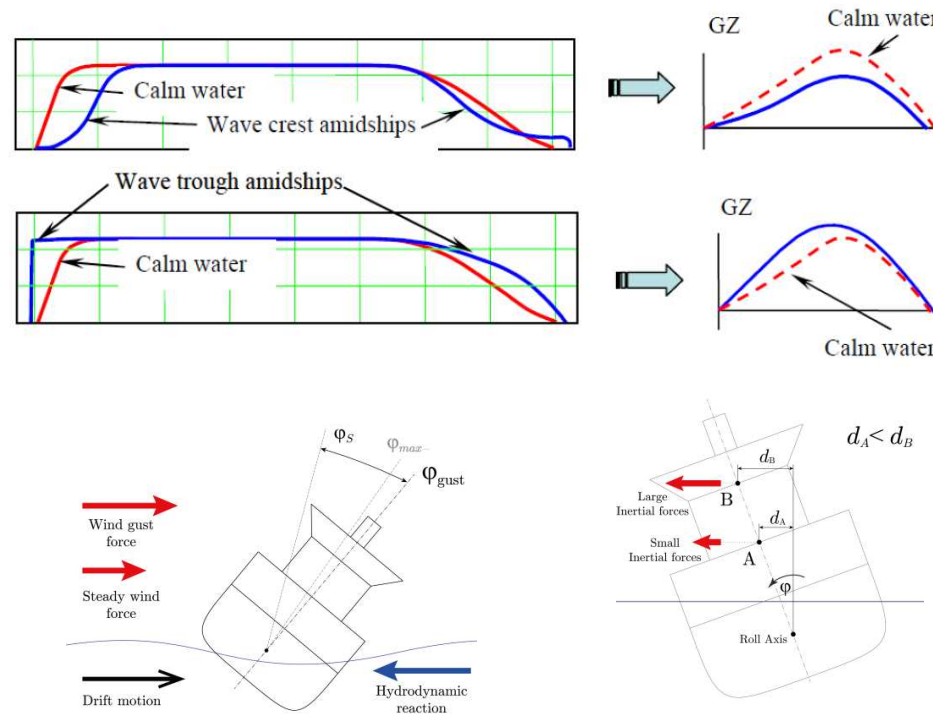 GZ
Calm water
Calm water
Wave crest amidships
Wave trough amidships
GZ
Calm water
Calm water
φS
φmax
φgust
Wind gust
force
Steady wind
force
Drift motion
Hydrodynamic
reaction
dA < dB
dB
Large
Inertial forces
B
dA
Small
Inertial forces
A
φ
Roll Axis